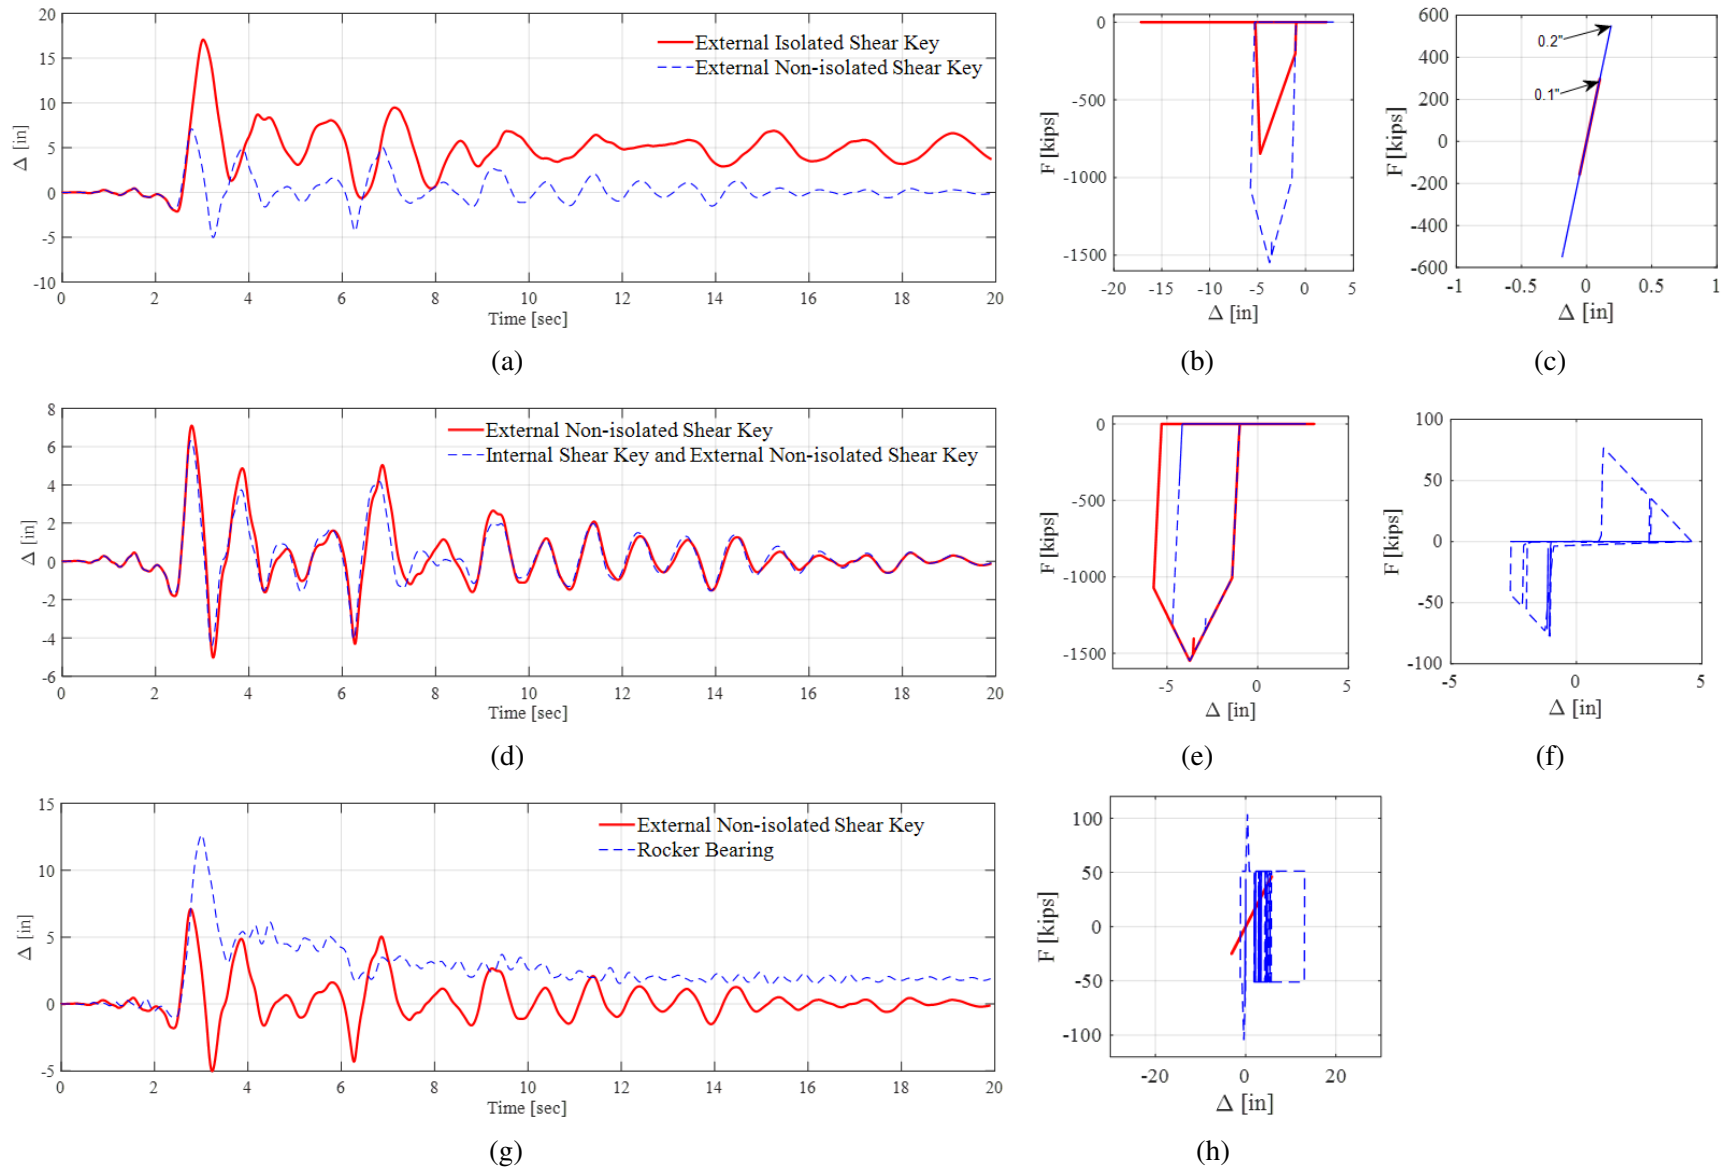 20
15
10
5
0
-5
-10
Δ [in]
External Isolated Shear Key
External Non-isolated Shear Key
0 2 4 6 8 10 12 14 16 18 20
Time [sec]
(a)
0
-500
-1000
-1500
F [kips]
-20 -15 -10 -5 0 5
Δ [in]
(b)
600
400
200
0
-200
-400
-600
F [kips]
0.2"
0.1"
-1 -0.5 0 0.5 1
Δ [in]
(c)
8
6
4
2
0
-2
-4
-6
Δ [in]
External Non-isolated Shear Key
Internal Shear Key and External Non-isolated Shear Key
0 2 4 6 8 10 12 14 16 18 20
Time [sec]
(d)
0
-500
-1000
-1500
F [kips]
-5 0 5
Δ [in]
(e)
100
50
0
-50
-100
F [kips]
-5 0 5
Δ [in]
(f)
15
10
5
0
-5
Δ [in]
External Non-isolated Shear Key
Rocker Bearing
0 2 4 6 8 10 12 14 16 18 20
Time [sec]
(g)
100
50
0
-50
-100
F [kips]
-20 0 20
Δ [in]
(h)